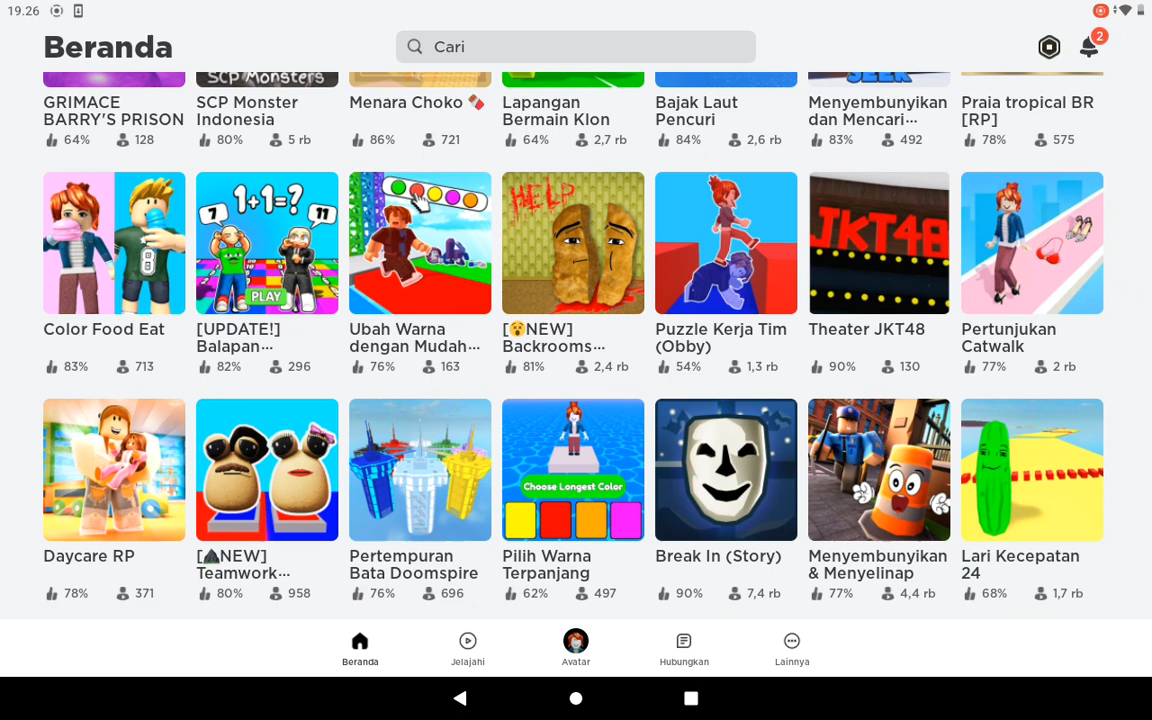 19.26
Beranda
Cari
2
SCP Monsters
SEEK
GRIMACE
BARRY'S PRISON
64% 128
SCP Monster
Indonesia
80% 5 rb
Menara Choko 🍫
86% 721
Lapangan
Bermain Klon
64% 2,7 rb
Bajak Laut
Pencuri
84% 2,6 rb
Menyembunyikan
dan Mencari...
83% 492
Praia tropical BR
[RP]
78% 575
1+1=?
7
11
PLAY
HELP
JKT48
Color Food Eat
83% 713
[UPDATE!]
Balapan...
82% 296
Ubah Warna
dengan Mudah...
76% 163
[😮NEW]
Backrooms...
81% 2,4 rb
Puzzle Kerja Tim
(Obby)
54% 1,3 rb
Theater JKT48
90% 130
Pertunjukan
Catwalk
77% 2 rb
Choose Longest Color
Daycare RP
78% 371
[⛰NEW]
Teamwork...
80% 958
Pertempuran
Bata Doomspire
76% 696
Pilih Warna
Terpanjang
62% 497
Break In (Story)
90% 7,4 rb
Menyembunyikan
& Menyelinap
77% 4,4 rb
Lari Kecepatan
24
68% 1,7 rb
Beranda
Jelajahi
Avatar
Hubungkan
Lainnya